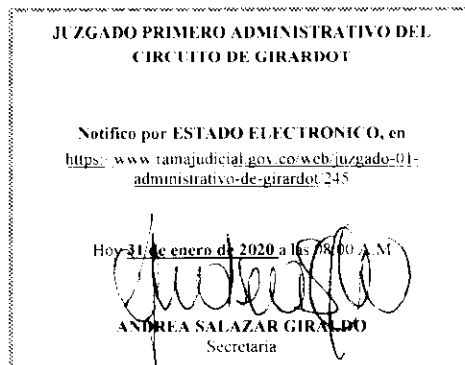 JUZGADO PRIMERO ADMINISTRATIVO DEL
CIRCUITO DE GIRARDOT
Notifico por ESTADO ELECTRONICO, en
https: www ramajudicial.gov.co/web/juzgado-01-
administrativo-de-girardot/245
Hoy 31 de enero de 2020 a las 08:00 A.M
ANDREA SALAZAR GIRALDO
Secretaria